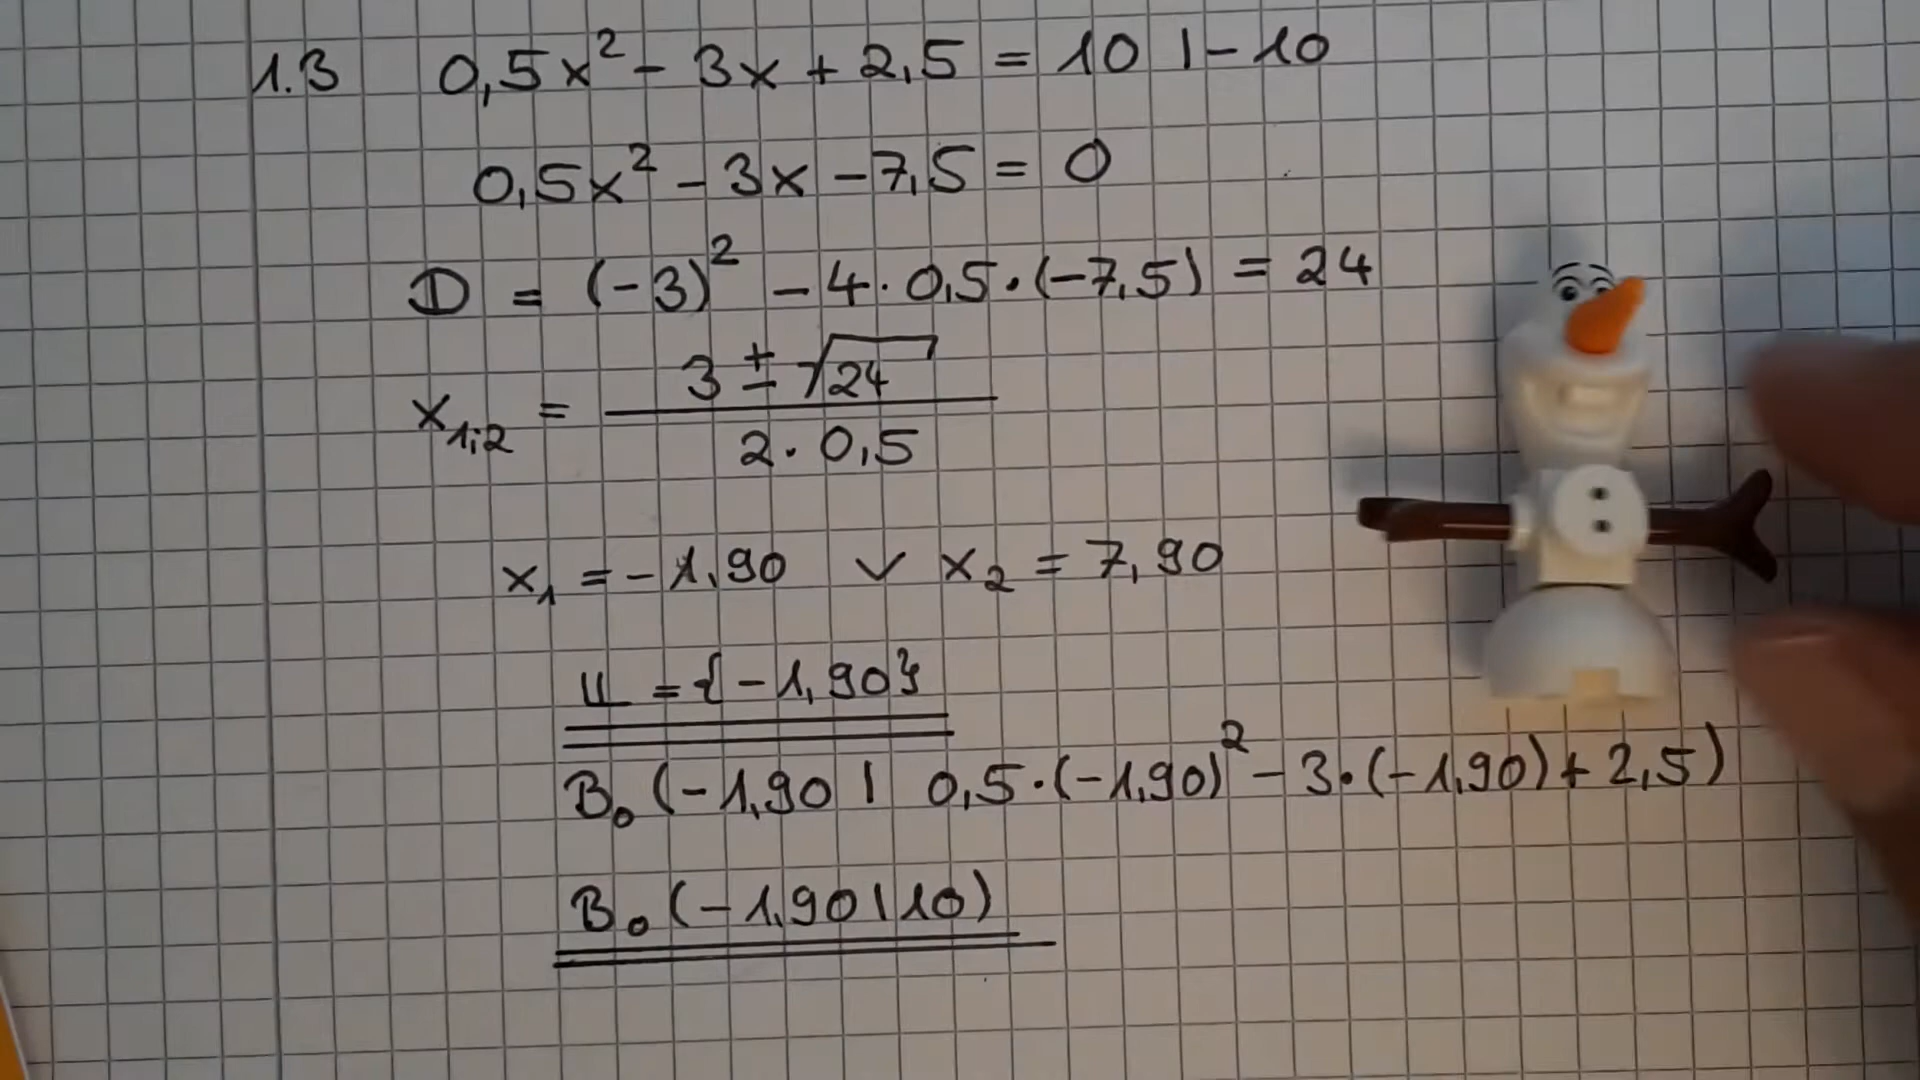 1.3 0,5x² - 3x + 2,5 = 10 | - 10
0,5x² - 3x - 7,5 = 0
D = (-3)² - 4 · 0,5 · (-7,5) = 24
x₁;₂ = (3 ± √24) / (2 · 0,5)
x₁ = -1,90 ∨ x₂ = 7,90
𝕃 = {-1,90}
B₀ (-1,90 | 0,5 · (-1,90)² - 3 · (-1,90) + 2,5)
B₀ (-1,90 | 10)